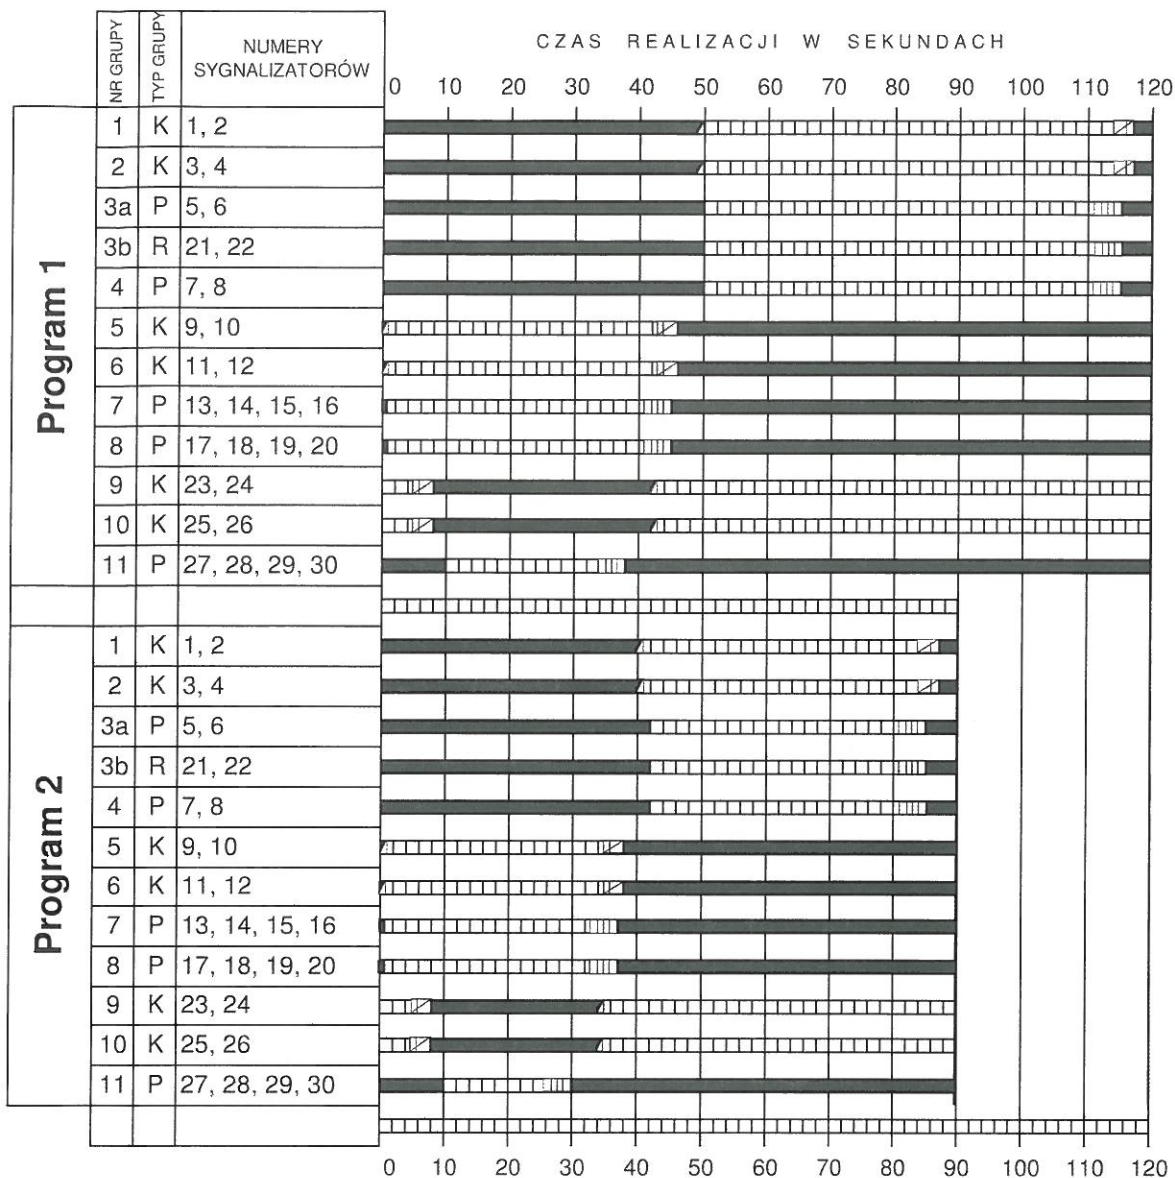 NR GRUPY TYP GRUPY NUMERY SYGNALIZATORÓW
CZAS REALIZACJI W SEKUNDACH
0 10 20 30 40 50 60 70 80 90 100 110 120
Program 1
1 K 1, 2
2 K 3, 4
3a P 5, 6
3b R 21, 22
4 P 7, 8
5 K 9, 10
6 K 11, 12
7 P 13, 14, 15, 16
8 P 17, 18, 19, 20
9 K 23, 24
10 K 25, 26
11 P 27, 28, 29, 30
Program 2
1 K 1, 2
2 K 3, 4
3a P 5, 6
3b R 21, 22
4 P 7, 8
5 K 9, 10
6 K 11, 12
7 P 13, 14, 15, 16
8 P 17, 18, 19, 20
9 K 23, 24
10 K 25, 26
11 P 27, 28, 29, 30
0 10 20 30 40 50 60 70 80 90 100 110 120